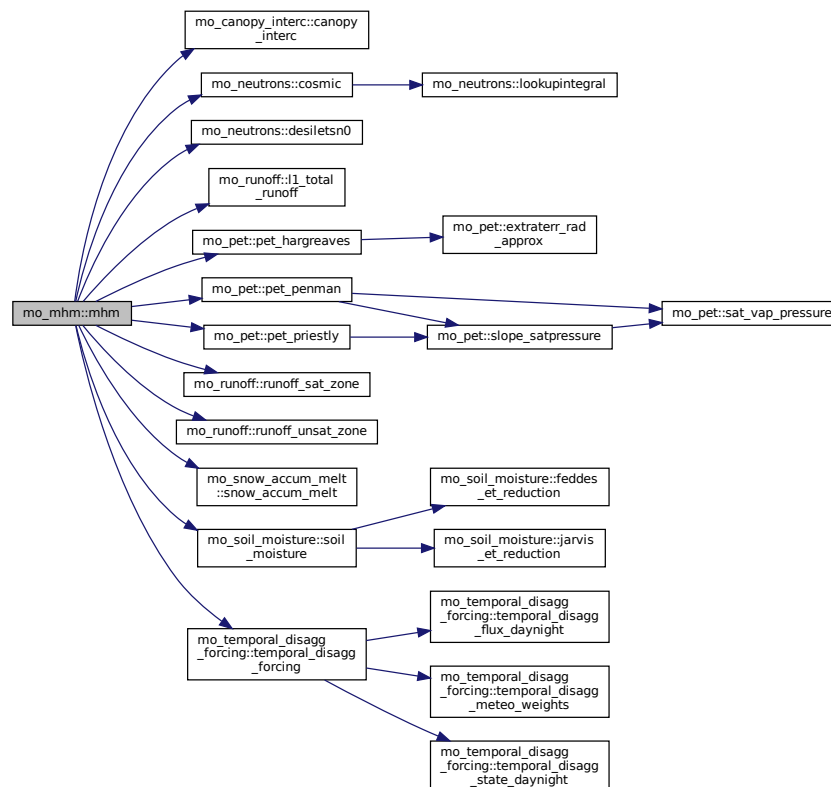 mo_canopy_interc::canopy
_interc
mo_neutrons::cosmic
mo_neutrons::lookupintegral
mo_neutrons::desiletsn0
mo_runoff::l1_total
_runoff
mo_pet::pet_hargreaves
mo_pet::extraterr_rad
_approx
mo_mhm::mhm
mo_pet::pet_penman
mo_pet::sat_vap_pressure
mo_pet::pet_priestly
mo_pet::slope_satpressure
mo_runoff::runoff_sat_zone
mo_runoff::runoff_unsat_zone
mo_snow_accum_melt
::snow_accum_melt
mo_soil_moisture::feddes
_et_reduction
mo_soil_moisture::soil
_moisture
mo_soil_moisture::jarvis
_et_reduction
mo_temporal_disagg
_forcing::temporal_disagg
_flux_daynight
mo_temporal_disagg
_forcing::temporal_disagg
_forcing
mo_temporal_disagg
_forcing::temporal_disagg
_meteo_weights
mo_temporal_disagg
_forcing::temporal_disagg
_state_daynight